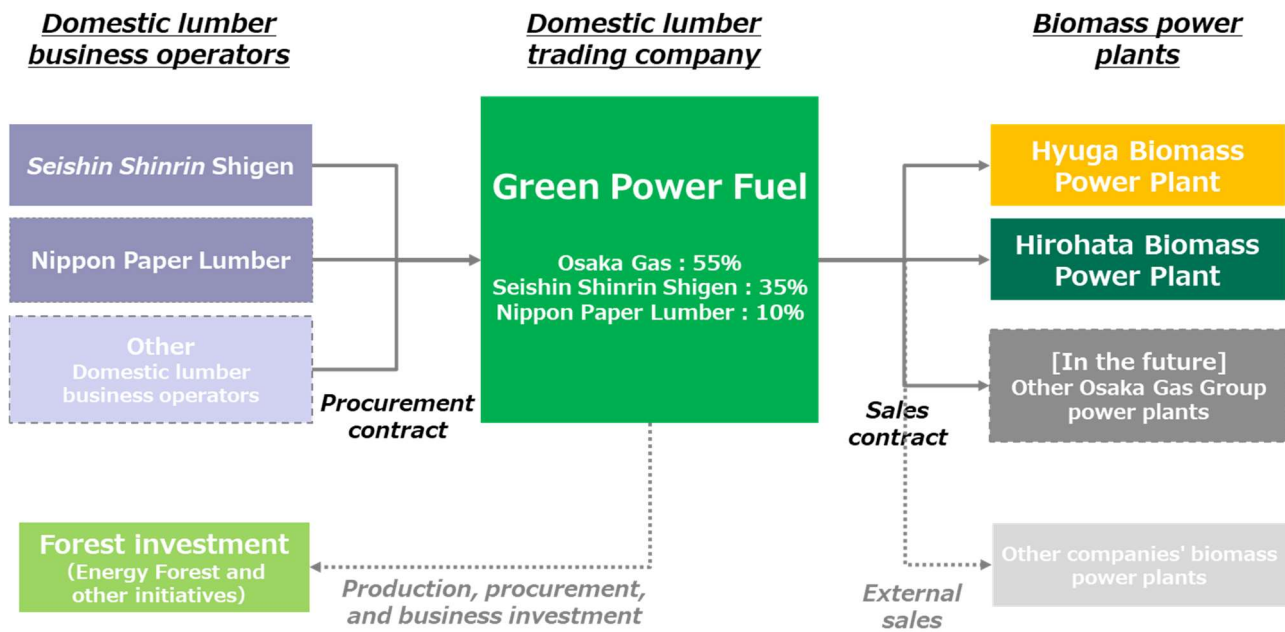 Domestic lumber
business operators
Domestic lumber
trading company
Biomass power
plants
Seishin Shinrin Shigen
Nippon Paper Lumber
Other
Domestic lumber
business operators
Procurement
contract
Green Power Fuel
Osaka Gas : 55%
Seishin Shinrin Shigen : 35%
Nippon Paper Lumber : 10%
Sales
contract
Hyuga Biomass
Power Plant
Hirohata Biomass
Power Plant
[In the future]
Other Osaka Gas Group
power plants
Forest investment
(Energy Forest and
other initiatives)
Production, procurement,
and business investment
External
sales
Other companies' biomass
power plants